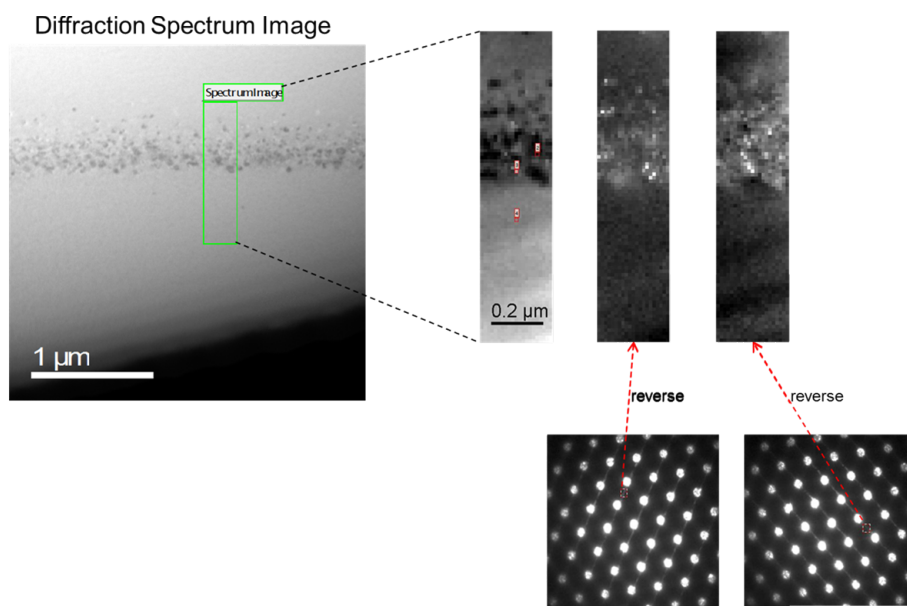 Diffraction Spectrum Image
SpectrumImage
1 µm
0.2 µm
reverse
reverse